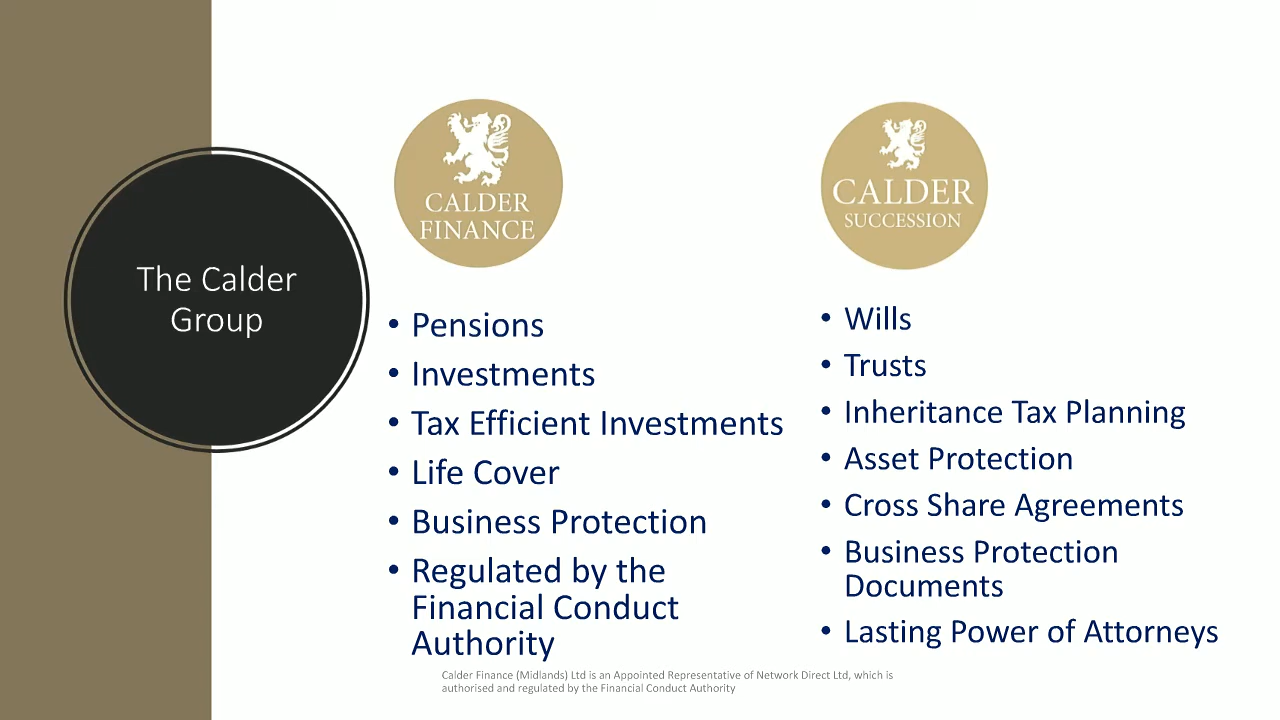 The Calder
Group
CALDER
FINANCE
• Pensions
• Investments
• Tax Efficient Investments
• Life Cover
• Business Protection
• Regulated by the
Financial Conduct
Authority
CALDER
SUCCESSION
• Wills
• Trusts
• Inheritance Tax Planning
• Asset Protection
• Cross Share Agreements
• Business Protection
Documents
• Lasting Power of Attorneys
Calder Finance (Midlands) Ltd is an Appointed Representative of Network Direct Ltd, which is
authorised and regulated by the Financial Conduct Authority